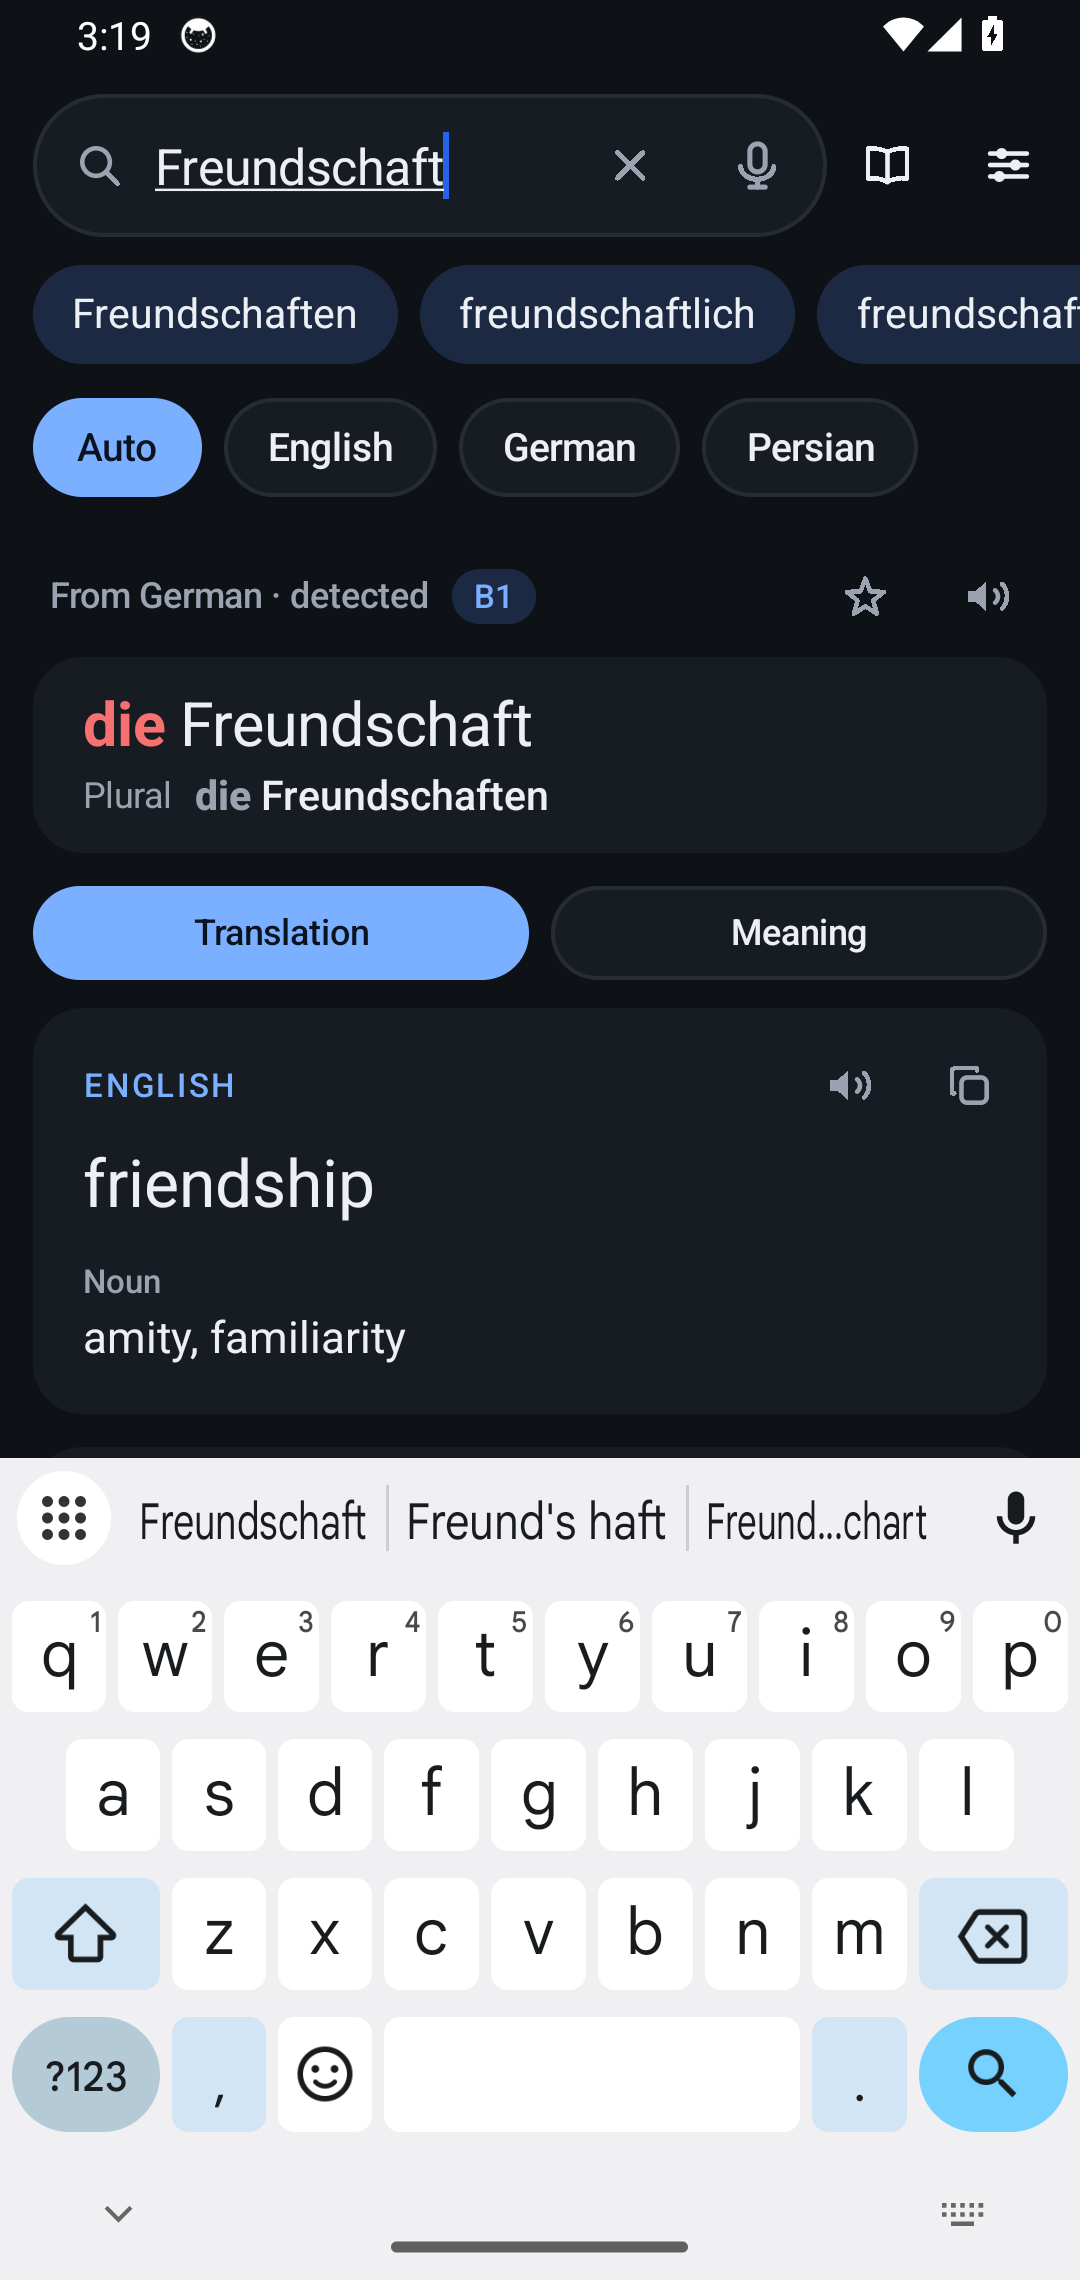 3:19
Freundschaft
Freundschaften freundschaftlich freundschaf
Auto English German Persian
From German · detected B1
die Freundschaft
Plural die Freundschaften
Translation Meaning
ENGLISH
friendship
Noun
amity, familiarity
Freundschaft Freund's haft Freund...chart
q 1 w 2 e 3 r 4 t 5 y 6 u 7 i 8 o 9 p 0
a s d f g h j k l
z x c v b n m
?123 , .